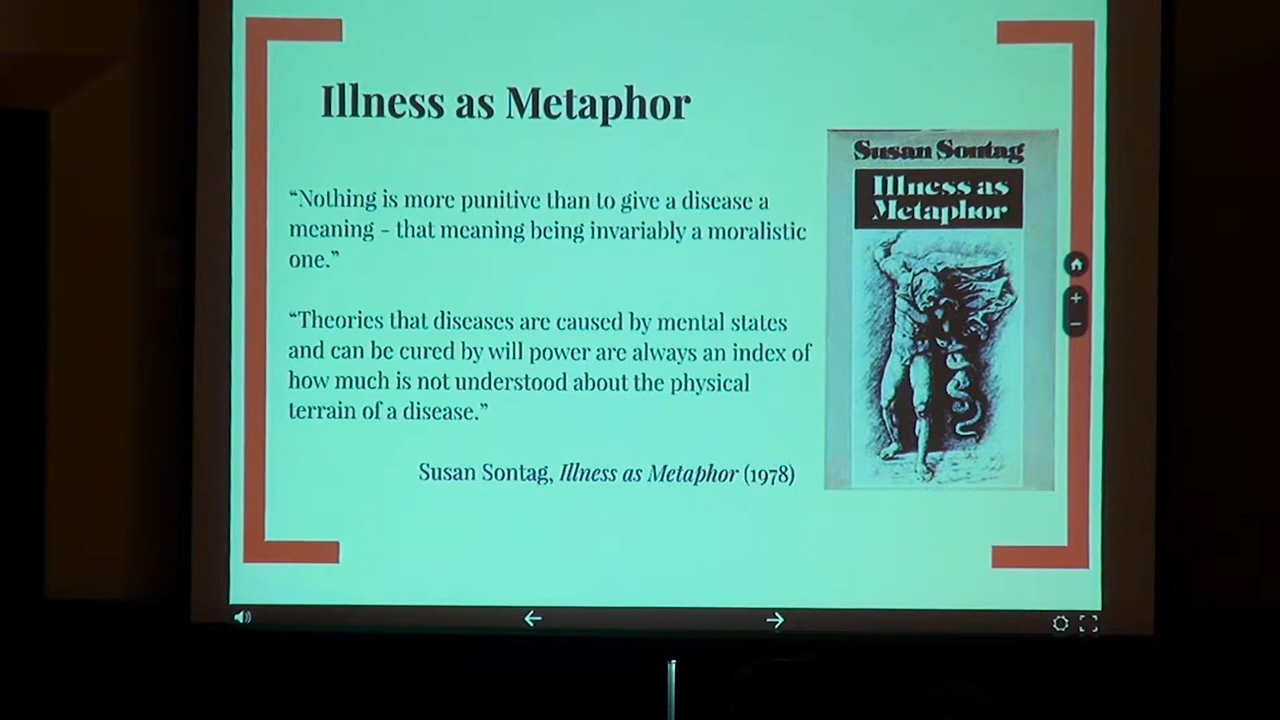 Illness as Metaphor
“Nothing is more punitive than to give a disease a
meaning - that meaning being invariably a moralistic
one.”
“Theories that diseases are caused by mental states
and can be cured by will power are always an index of
how much is not understood about the physical
terrain of a disease.”
Susan Sontag, Illness as Metaphor (1978)
Susan Sontag
Illness as
Metaphor